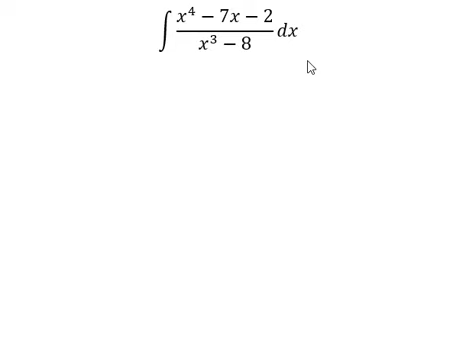 ∫ (x⁴ − 7x − 2)/(x³ − 8) dx